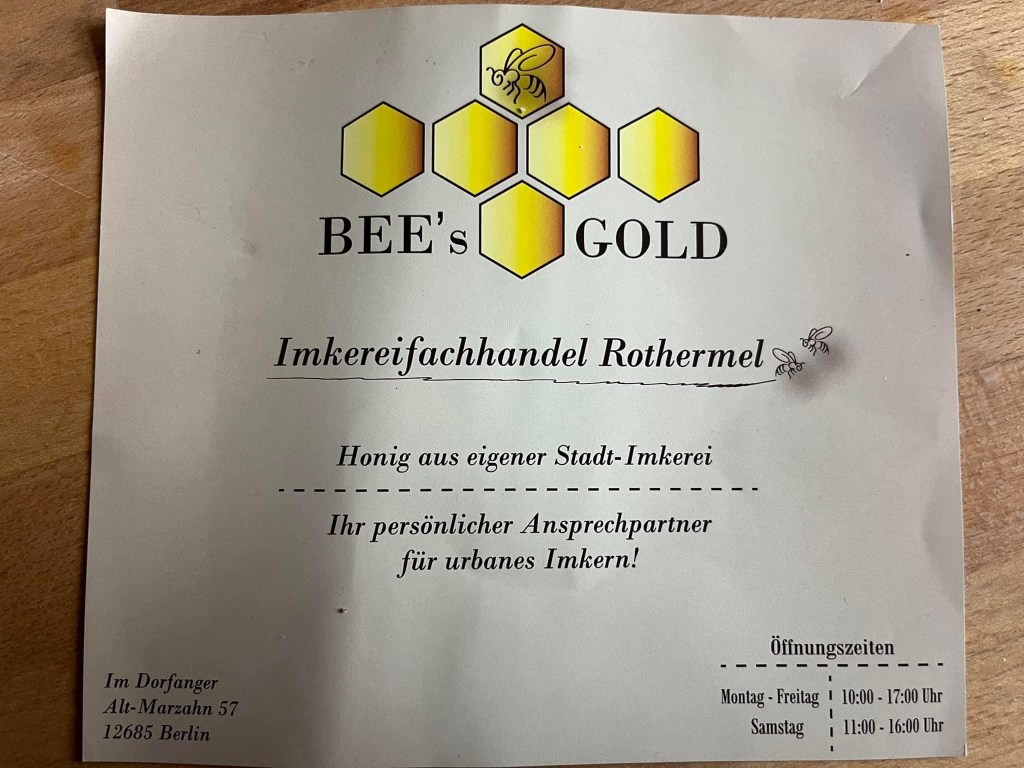 BEE's GOLD
Imkereifachhandel Rothermel
Honig aus eigener Stadt-Imkerei
Ihr persönlicher Ansprechpartner
für urbanes Imkern!
Im Dorfanger
Alt-Marzahn 57
12685 Berlin
Öffnungszeiten
Montag - Freitag 10:00 - 17:00 Uhr
Samstag 11:00 - 16:00 Uhr